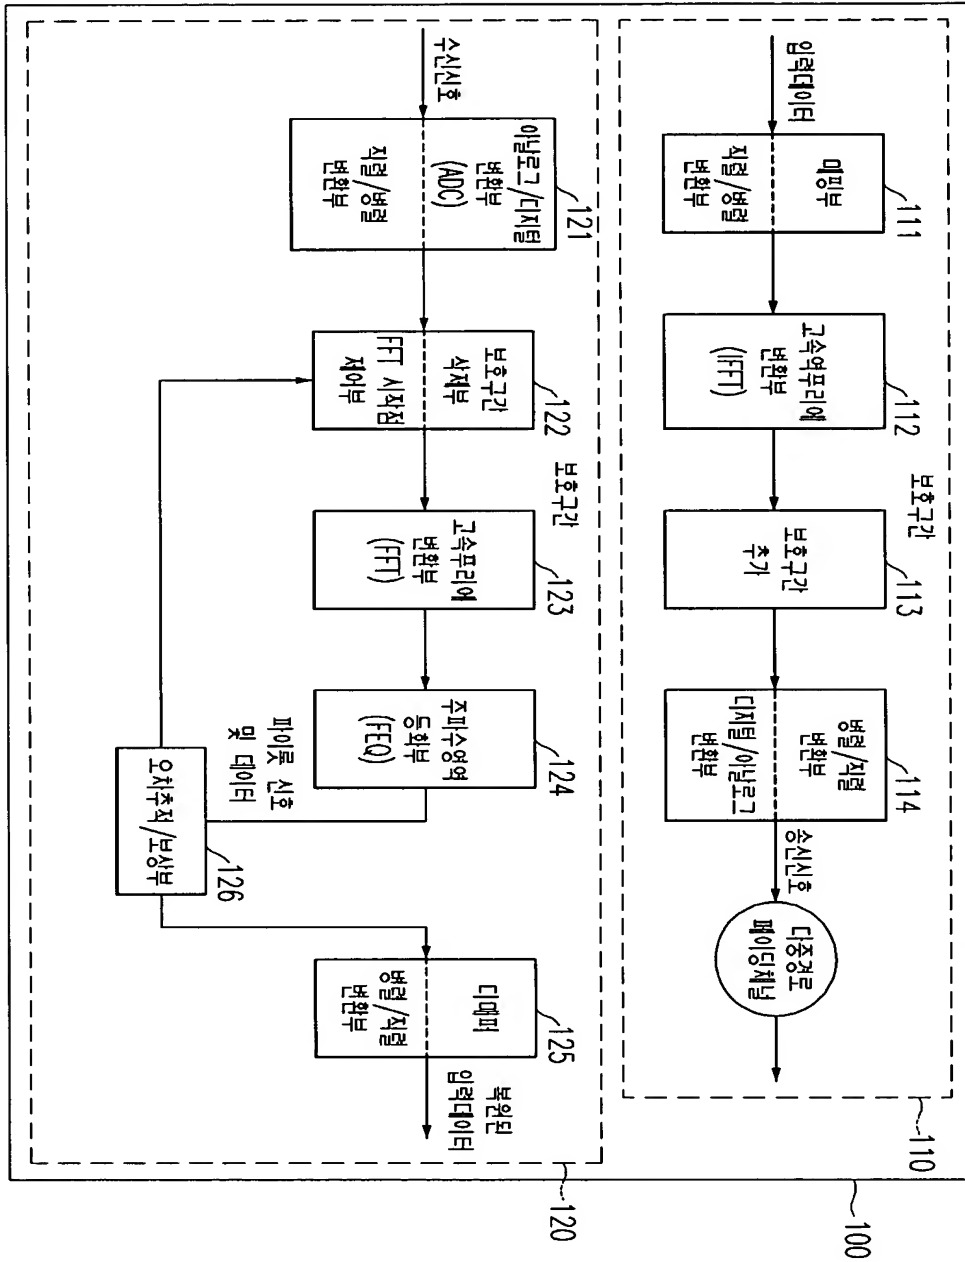 100
110
입력데이터
111
매핑부
직렬/병렬
변환부
112
고속역푸리에
변환부
(IFFT)
보호구간
113
보호구간
추가
114
병렬/직렬
변환부
디지털/아날로그
변환부
송신신호
다중경로
페이딩채널
120
수신신호
121
아날로그/디지털
변환부
(ADC)
직렬/병렬
변환부
122
보호구간
삭제부
FFT 시작점
제어부
보호구간
123
고속푸리에
변환부
(FFT)
124
주파수영역
등화부
(FEQ)
파이롯 신호
및 데이터
126
오차추적/보상부
125
디매퍼
병렬/직렬
변환부
복원된
입력데이터